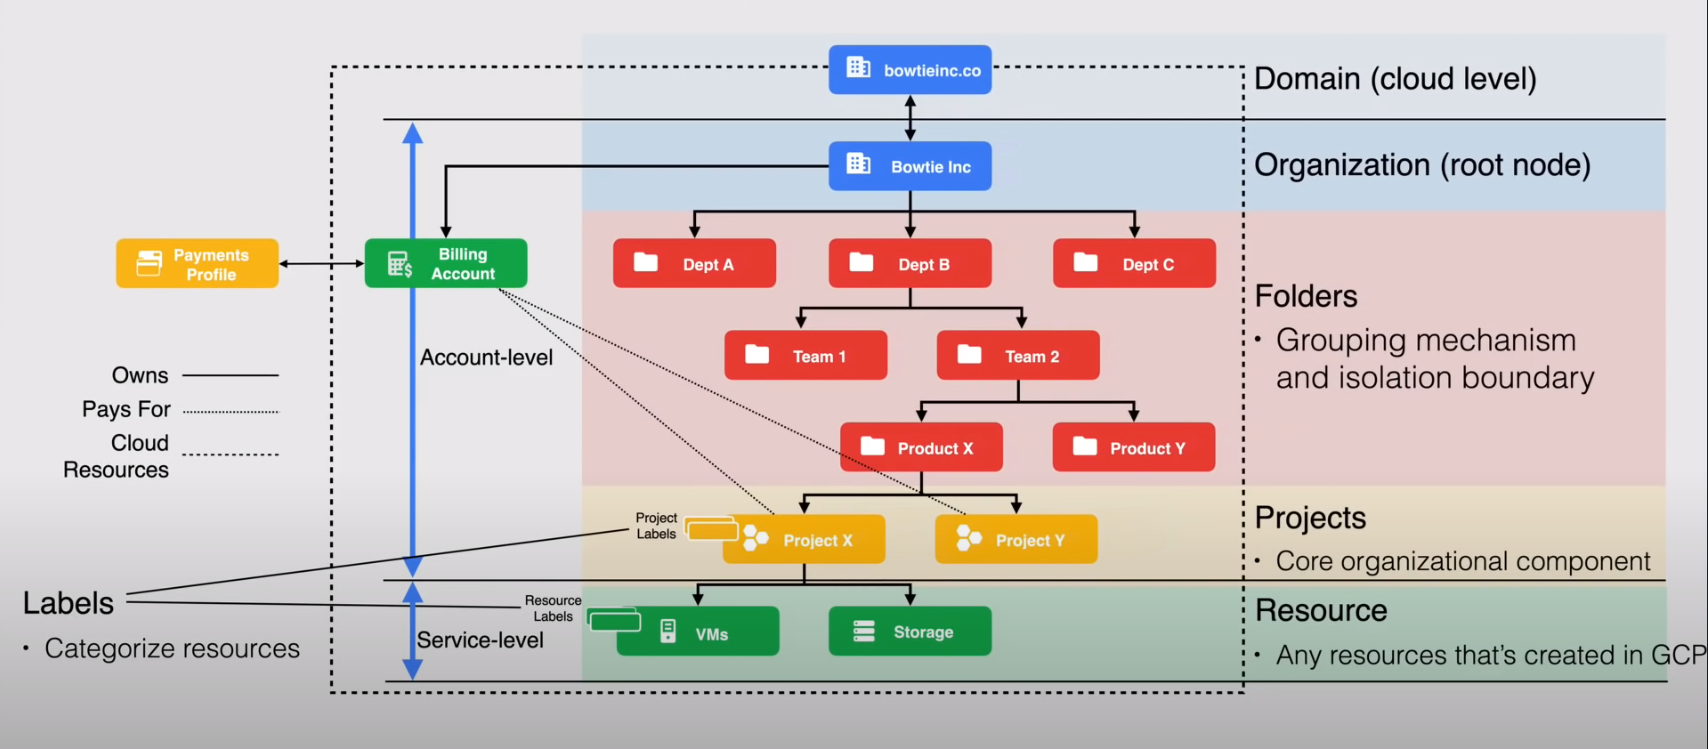 bowtieinc.co
Domain (cloud level)
Bowtie Inc
Organization (root node)
Payments
Profile
Billing
Account
Dept A
Dept B
Dept C
Folders
• Grouping mechanism
and isolation boundary
Account-level
Team 1
Team 2
Owns
Pays For
Cloud
Resources
Product X
Product Y
Project
Labels
Project X
Project Y
Projects
• Core organizational component
Labels
• Categorize resources
Resource
Labels
Service-level
VMs
Storage
Resource
• Any resources that's created in GCP